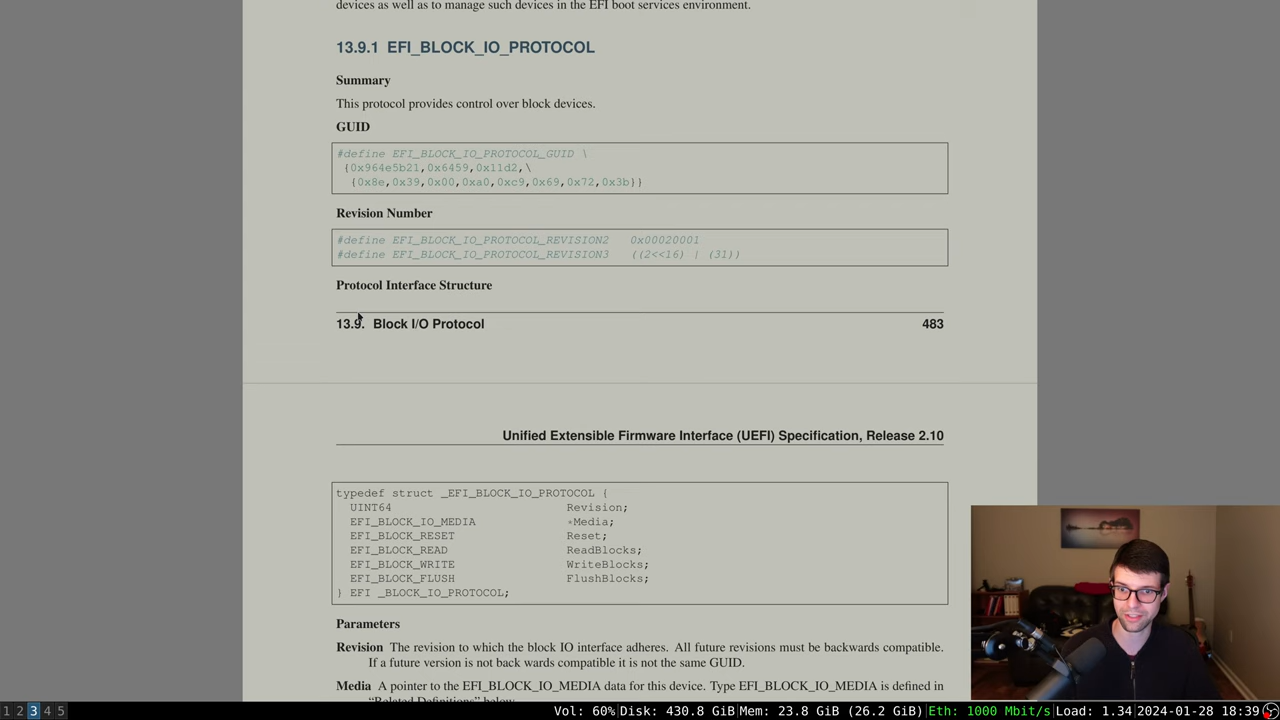 devices as well as to manage such devices in the EFI boot services environment.
13.9.1 EFI_BLOCK_IO_PROTOCOL
Summary
This protocol provides control over block devices.
GUID
#define EFI_BLOCK_IO_PROTOCOL_GUID \
{0x964e5b21,0x6459,0x11d2,\
{0x8e,0x39,0x00,0xa0,0xc9,0x69,0x72,0x3b}}
Revision Number
#define EFI_BLOCK_IO_PROTOCOL_REVISION2 0x00020001
#define EFI_BLOCK_IO_PROTOCOL_REVISION3 ((2<<16) | (31))
Protocol Interface Structure
13.9. Block I/O Protocol 483
Unified Extensible Firmware Interface (UEFI) Specification, Release 2.10
typedef struct _EFI_BLOCK_IO_PROTOCOL {
UINT64 Revision;
EFI_BLOCK_IO_MEDIA *Media;
EFI_BLOCK_RESET Reset;
EFI_BLOCK_READ ReadBlocks;
EFI_BLOCK_WRITE WriteBlocks;
EFI_BLOCK_FLUSH FlushBlocks;
} EFI _BLOCK_IO_PROTOCOL;
Parameters
Revision The revision to which the block IO interface adheres. All future revisions must be backwards compatible.
If a future version is not back wards compatible it is not the same GUID.
Media A pointer to the EFI_BLOCK_IO_MEDIA data for this device. Type EFI_BLOCK_IO_MEDIA is defined in
"Related Definitions" below.
1 2 3 4 5 Vol: 60%|Disk: 430.8 GiB|Mem: 23.8 GiB (26.2 GiB)|Eth: 1000 Mbit/s|Load: 1.34|2024-01-28 18:39